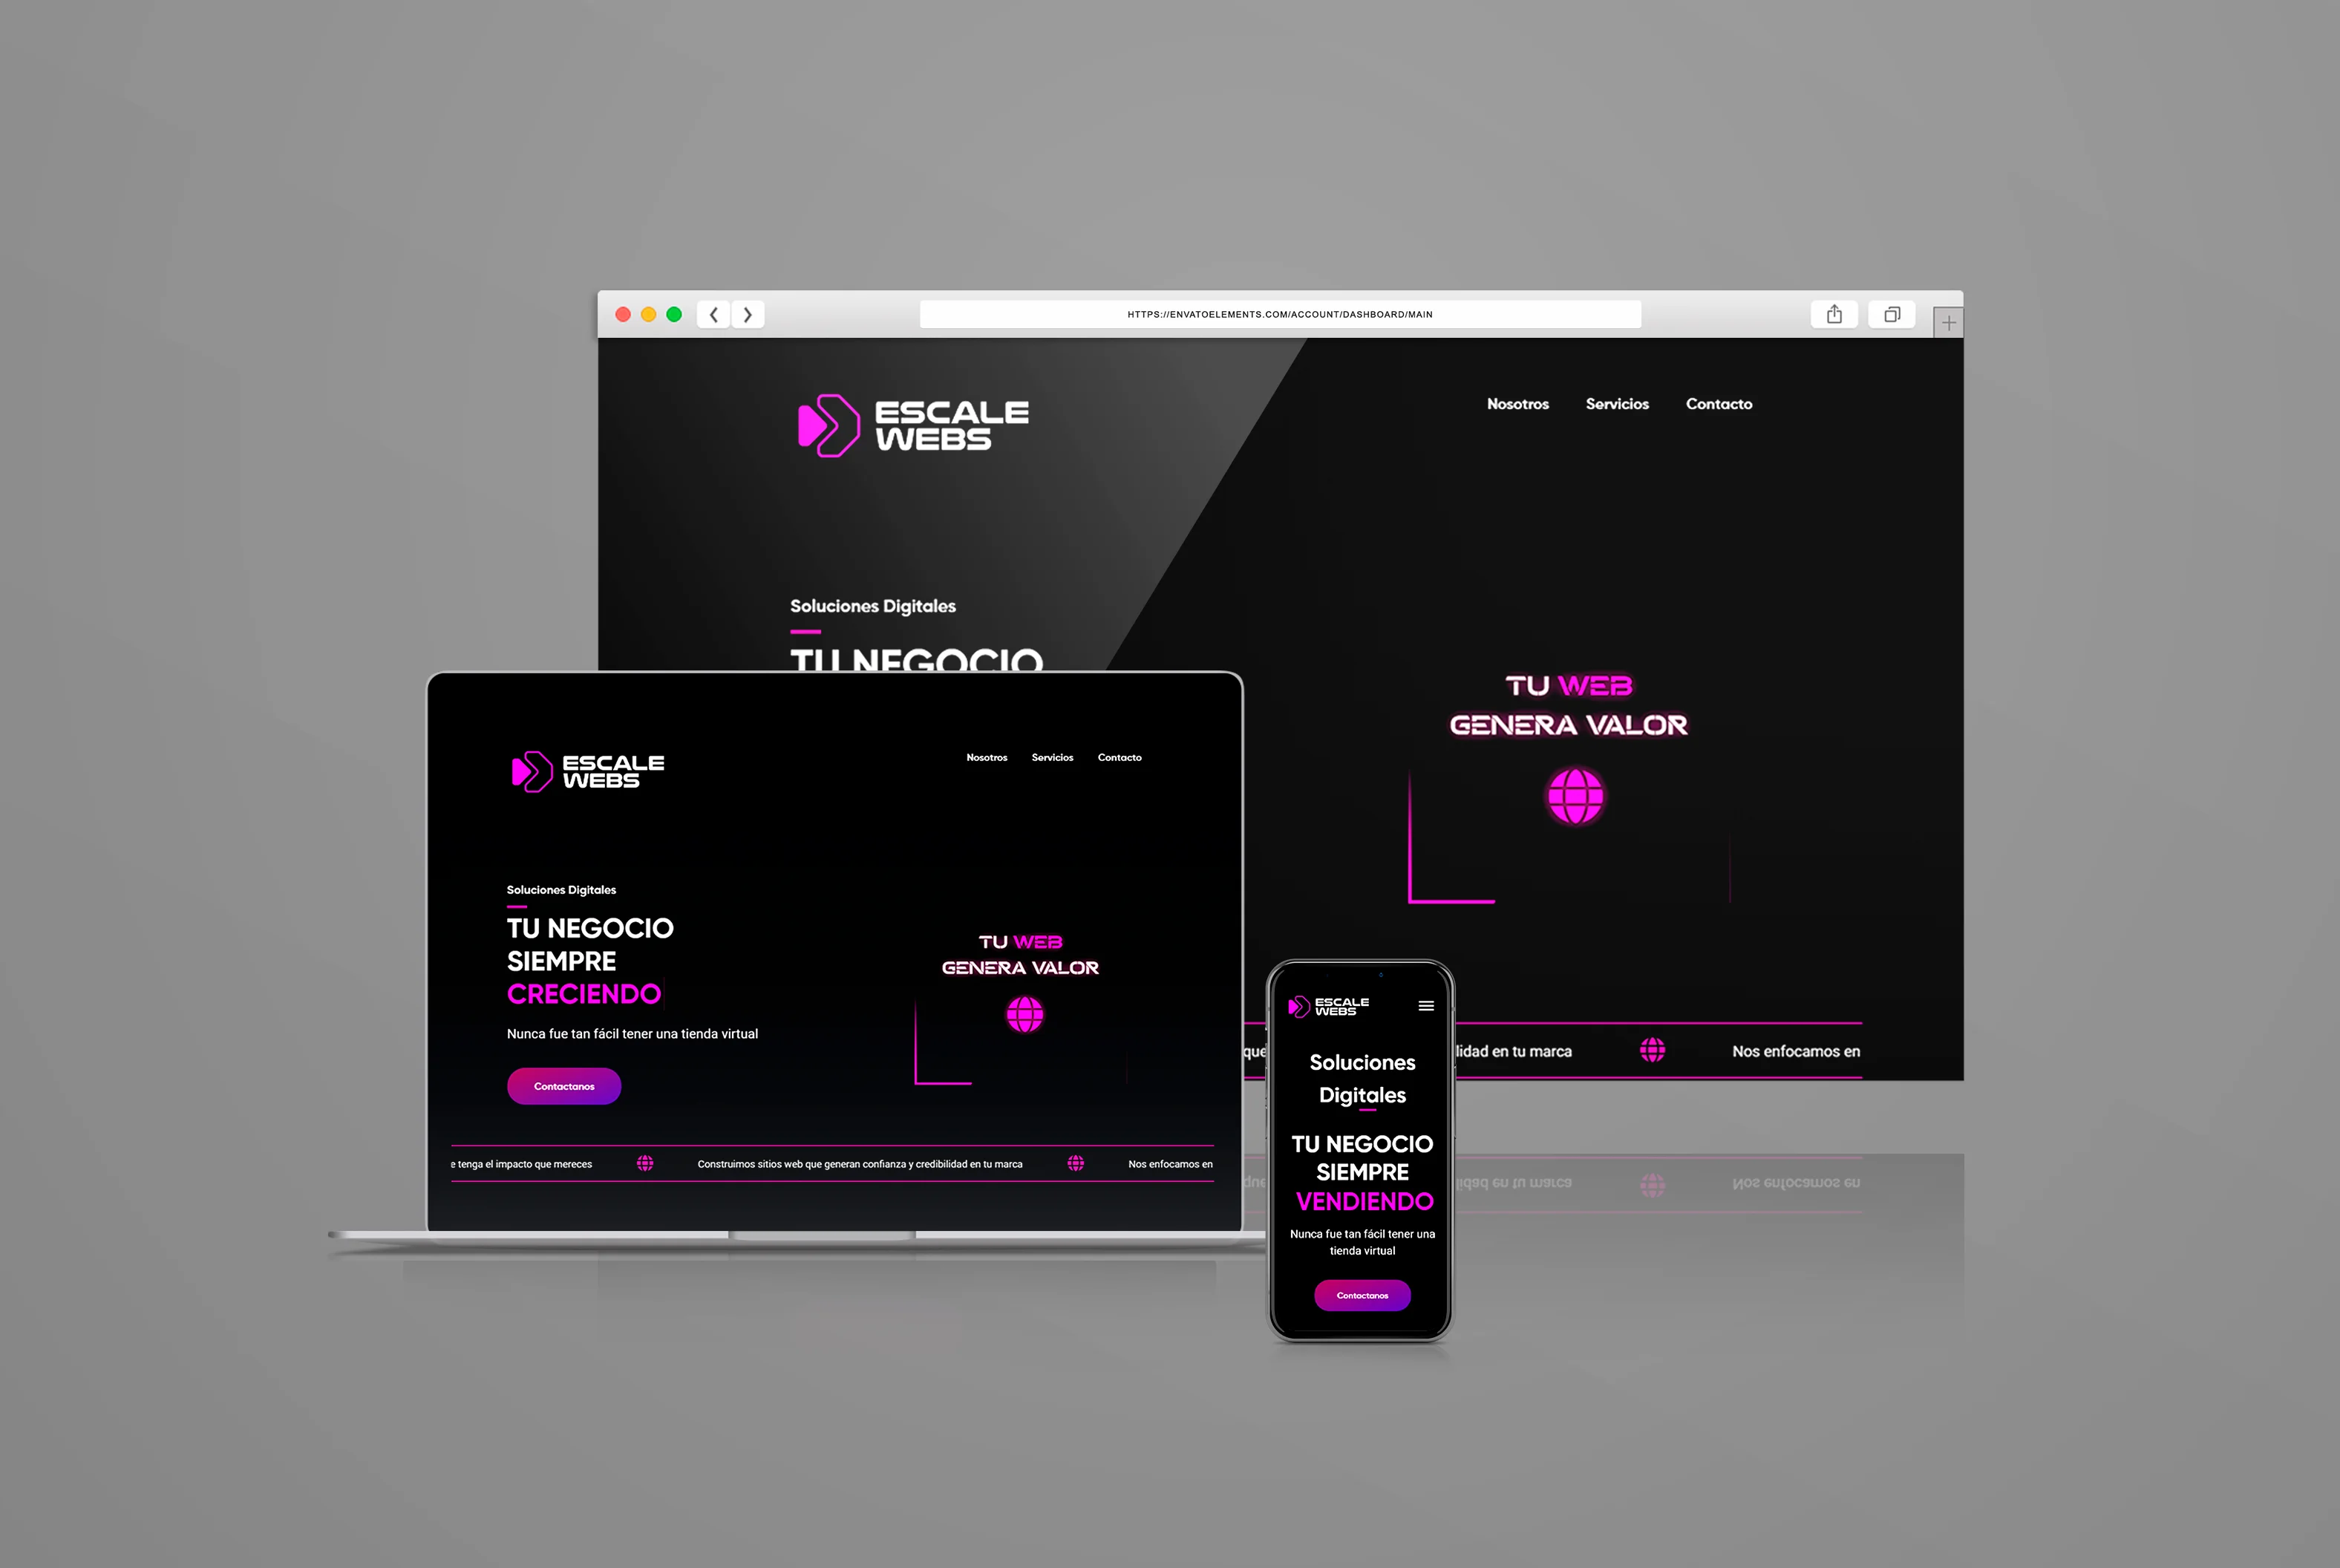 HTTPS://ENVATOELEMENTS.COM/ACCOUNT/DASHBOARD/MAIN
ESCALE
WEBS
Nosotros Servicios Contacto
Soluciones Digitales
TU NEGOCIO
TU WEB
GENERA VALOR
que
lidad en tu marca
Nos enfocamos en
ESCALE
WEBS
Nosotros Servicios Contacto
Soluciones Digitales
TU NEGOCIO
SIEMPRE
CRECIENDO
Nunca fue tan fácil tener una tienda virtual
Contactanos
TU WEB
GENERA VALOR
e tenga el impacto que mereces
Construimos sitios web que generan confianza y credibilidad en tu marca
Nos enfocamos en
ESCALE
WEBS
Soluciones
Digitales
TU NEGOCIO
SIEMPRE
VENDIENDO
Nunca fue tan fácil tener una
tienda virtual
Contactanos